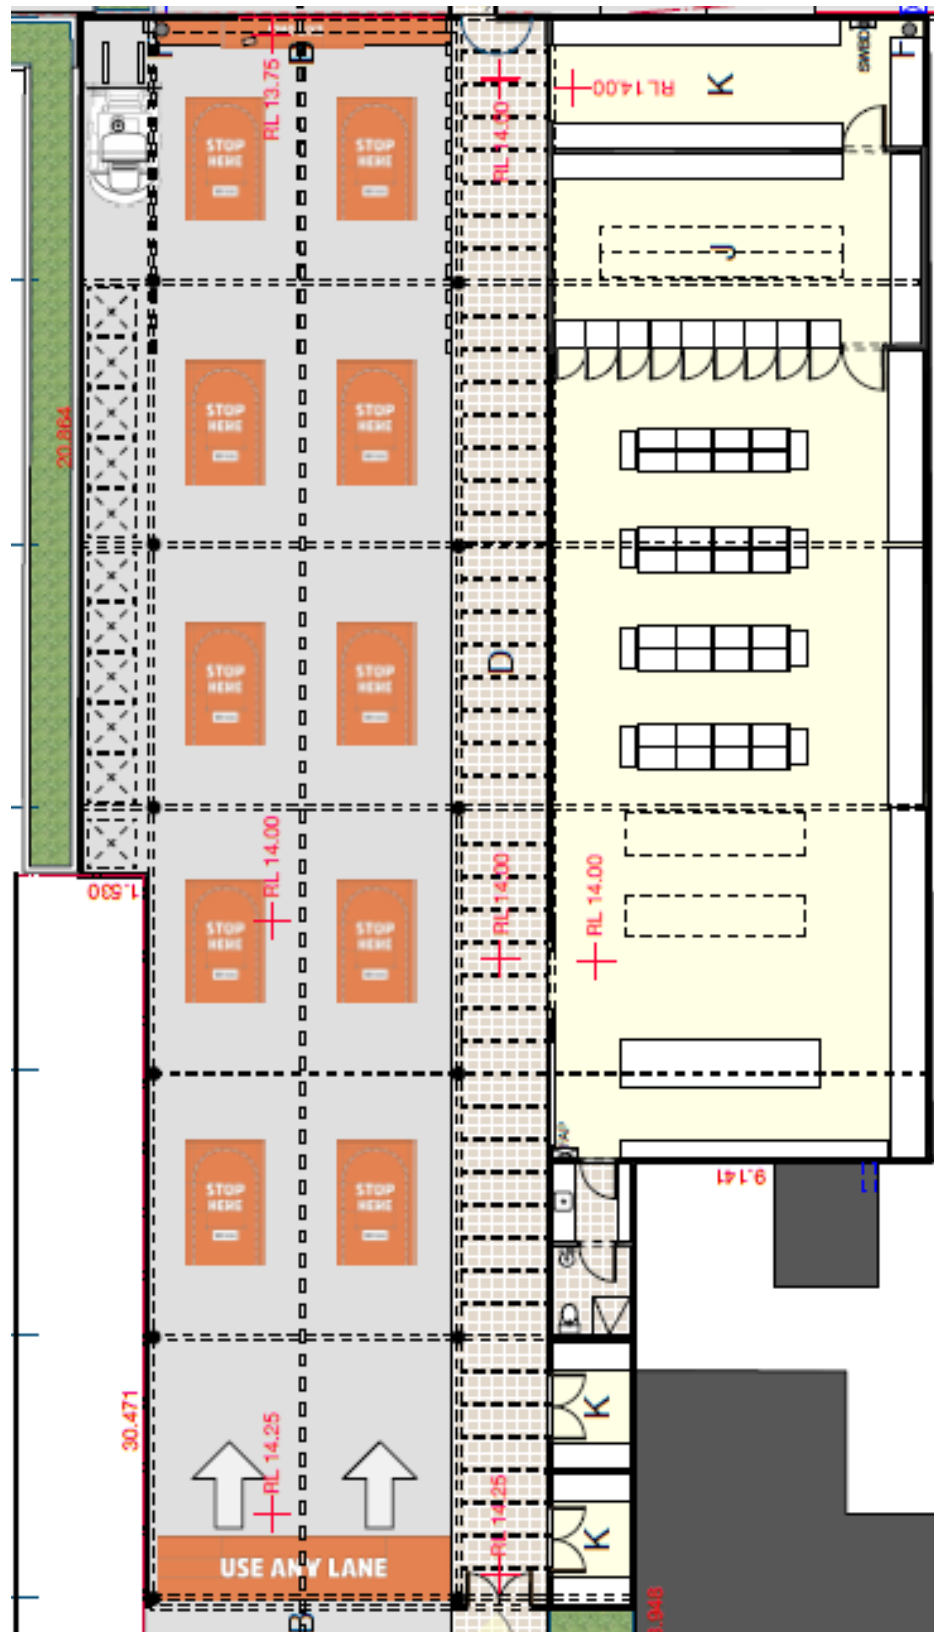 RL 13.75
RL 14.00
RL 14.00
K
SWBD
STOP
HERE
STOP
HERE
J
STOP
HERE
STOP
HERE
20.864
STOP
HERE
STOP
HERE
D
RL 14.00
RL 14.00
RL 14.00
1.530
STOP
HERE
STOP
HERE
9.141
STOP
HERE
STOP
HERE
30.471
RL 14.25
RL 14.25
K
K
USE ANY LANE
B